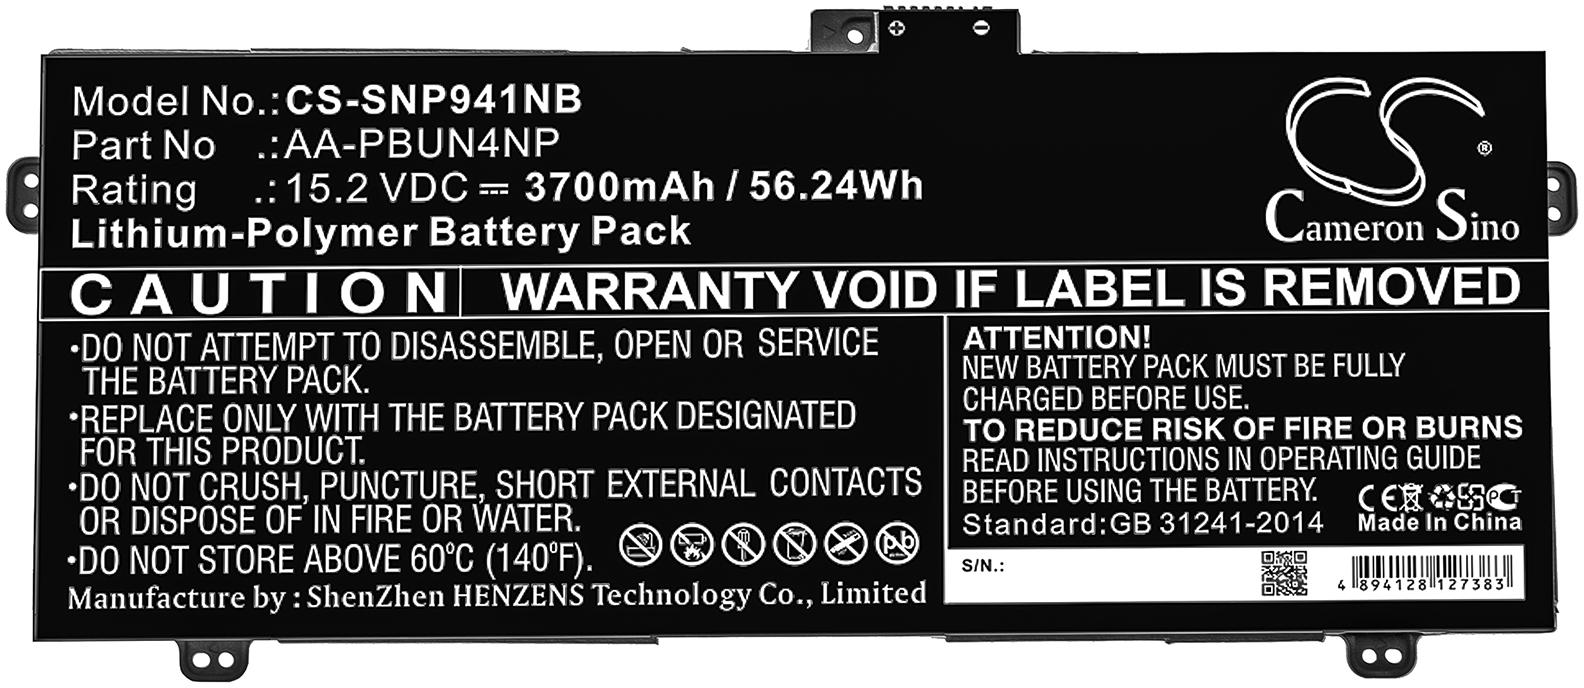 + -
Model No.: CS-SNP941NB
Part No .: AA-PBUN4NP
Rating .: 15.2 VDC ⎓ 3700mAh / 56.24Wh
Lithium-Polymer Battery Pack
CS
®
Cameron Sino
CAUTION
WARRANTY VOID IF LABEL IS REMOVED
·DO NOT ATTEMPT TO DISASSEMBLE, OPEN OR SERVICE
THE BATTERY PACK.
·REPLACE ONLY WITH THE BATTERY PACK DESIGNATED
FOR THIS PRODUCT.
·DO NOT CRUSH, PUNCTURE, SHORT EXTERNAL CONTACTS
OR DISPOSE OF IN FIRE OR WATER.
·DO NOT STORE ABOVE 60°C (140°F).
pb
Manufacture by : ShenZhen HENZENS Technology Co., Limited
ATTENTION!
NEW BATTERY PACK MUST BE FULLY
CHARGED BEFORE USE.
TO REDUCE RISK OF FIRE OR BURNS
READ INSTRUCTIONS IN OPERATING GUIDE
BEFORE USING THE BATTERY.
CE PCT
Standard:GB 31241-2014
Made In China
S/N.:
4 894128 127383